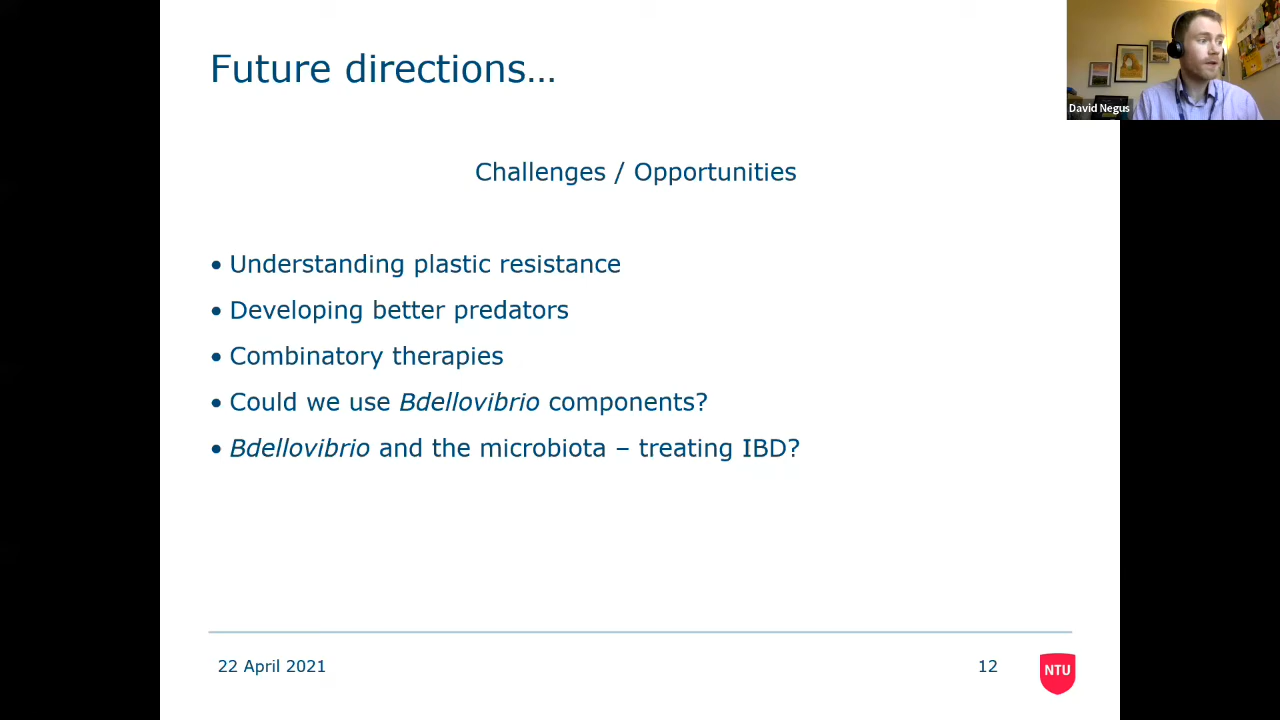 Future directions…
David Negus
Challenges / Opportunities
• Understanding plastic resistance
• Developing better predators
• Combinatory therapies
• Could we use Bdellovibrio components?
• Bdellovibrio and the microbiota – treating IBD?
22 April 2021
12
NTU